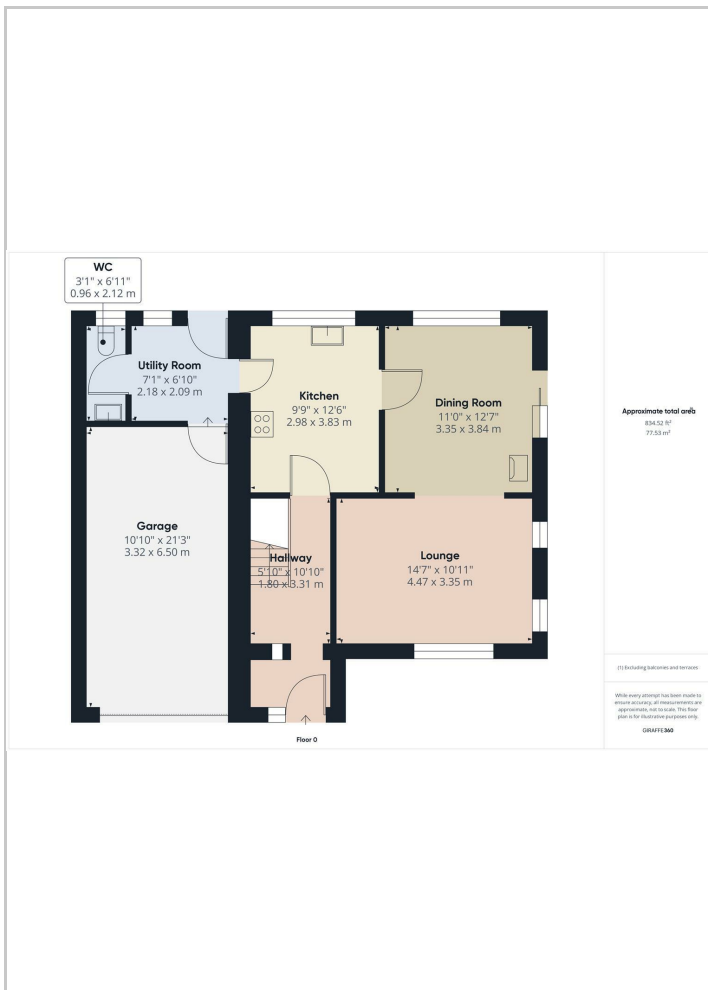 WC
3'1" x 6'11"
0.96 x 2.12 m
Utility Room
7'1" x 6'10"
2.18 x 2.09 m
Kitchen
9'9" x 12'6"
2.98 x 3.83 m
Dining Room
11'0" x 12'7"
3.35 x 3.84 m
Garage
10'10" x 21'3"
3.32 x 6.50 m
Hallway
5'10" x 10'10"
1.80 x 3.31 m
Lounge
14'7" x 10'11"
4.47 x 3.35 m
Floor 0
Approximate total area(1)
834.52 ft²
77.53 m²
(1) Excluding balconies and terraces
While every attempt has been made to
ensure accuracy, all measurements are
approximate, not to scale. This floor
plan is for illustrative purposes only.
GIRAFFE360